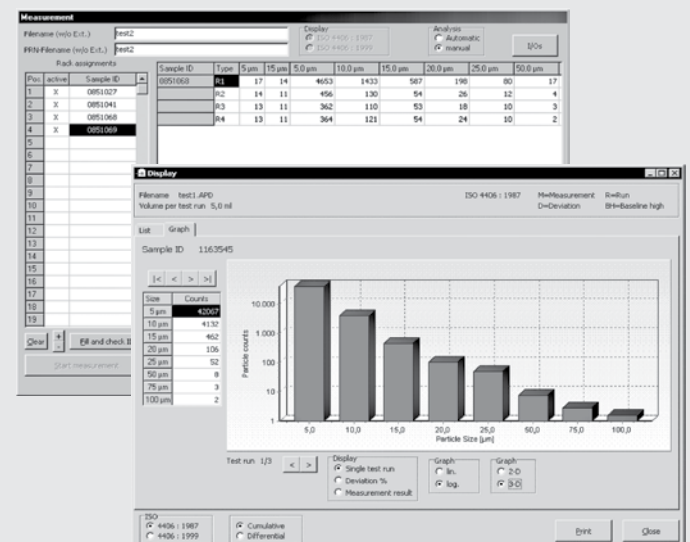 Measurement
Filename (w/o Ext.) test2
PRN-Filename (w/o Ext.) test2
Display
ISO 4406 : 1987
ISO 4406 : 1999
Analysis
Automatic
manual
I/Os
Rack assignments
Pos active Sample ID
1 X 0851027
2 X 0851041
3 X 0851068
4 X 0851069
5
6
7
8
9
10
11
12
13
14
15
16
17
18
19
Sample ID Type 5 µm 15 µm 5,0 µm 10,0 µm 15,0 µm 20,0 µm 25,0 µm 50,0 µm
0851068 R1 17 14 4653 1433 587 198 80 17
R2 14 11 456 130 54 26 12 4
R3 13 11 362 110 53 18 10 3
R4 13 11 364 121 54 24 10 2
Clear + - Fill and check
Start measurement
Display
Filename test1.APD
Volume per test run 5,0 ml
ISO 4406 : 1987
M=Measurement R=Run
D=Deviation BH=Baseline high
List Graph
Sample ID 1163545
|< < > >|
Size Counts
5 µm 42067
10 µm 4132
15 µm 462
20 µm 106
25 µm 52
50 µm 8
75 µm 3
100 µm 2
Particle counts
10.000
1.000
100
10
1
5,0 10,0 15,0 20,0 25,0 50,0 75,0 100,0
Particle Size [µm]
Test run 1/3 < >
Display
Single test run
Deviation %
Measurement result
Graph
lin.
log.
Graph
2-D
3-D
ISO
4406 : 1987
4406 : 1999
Cumulative
Differential
Print
Close